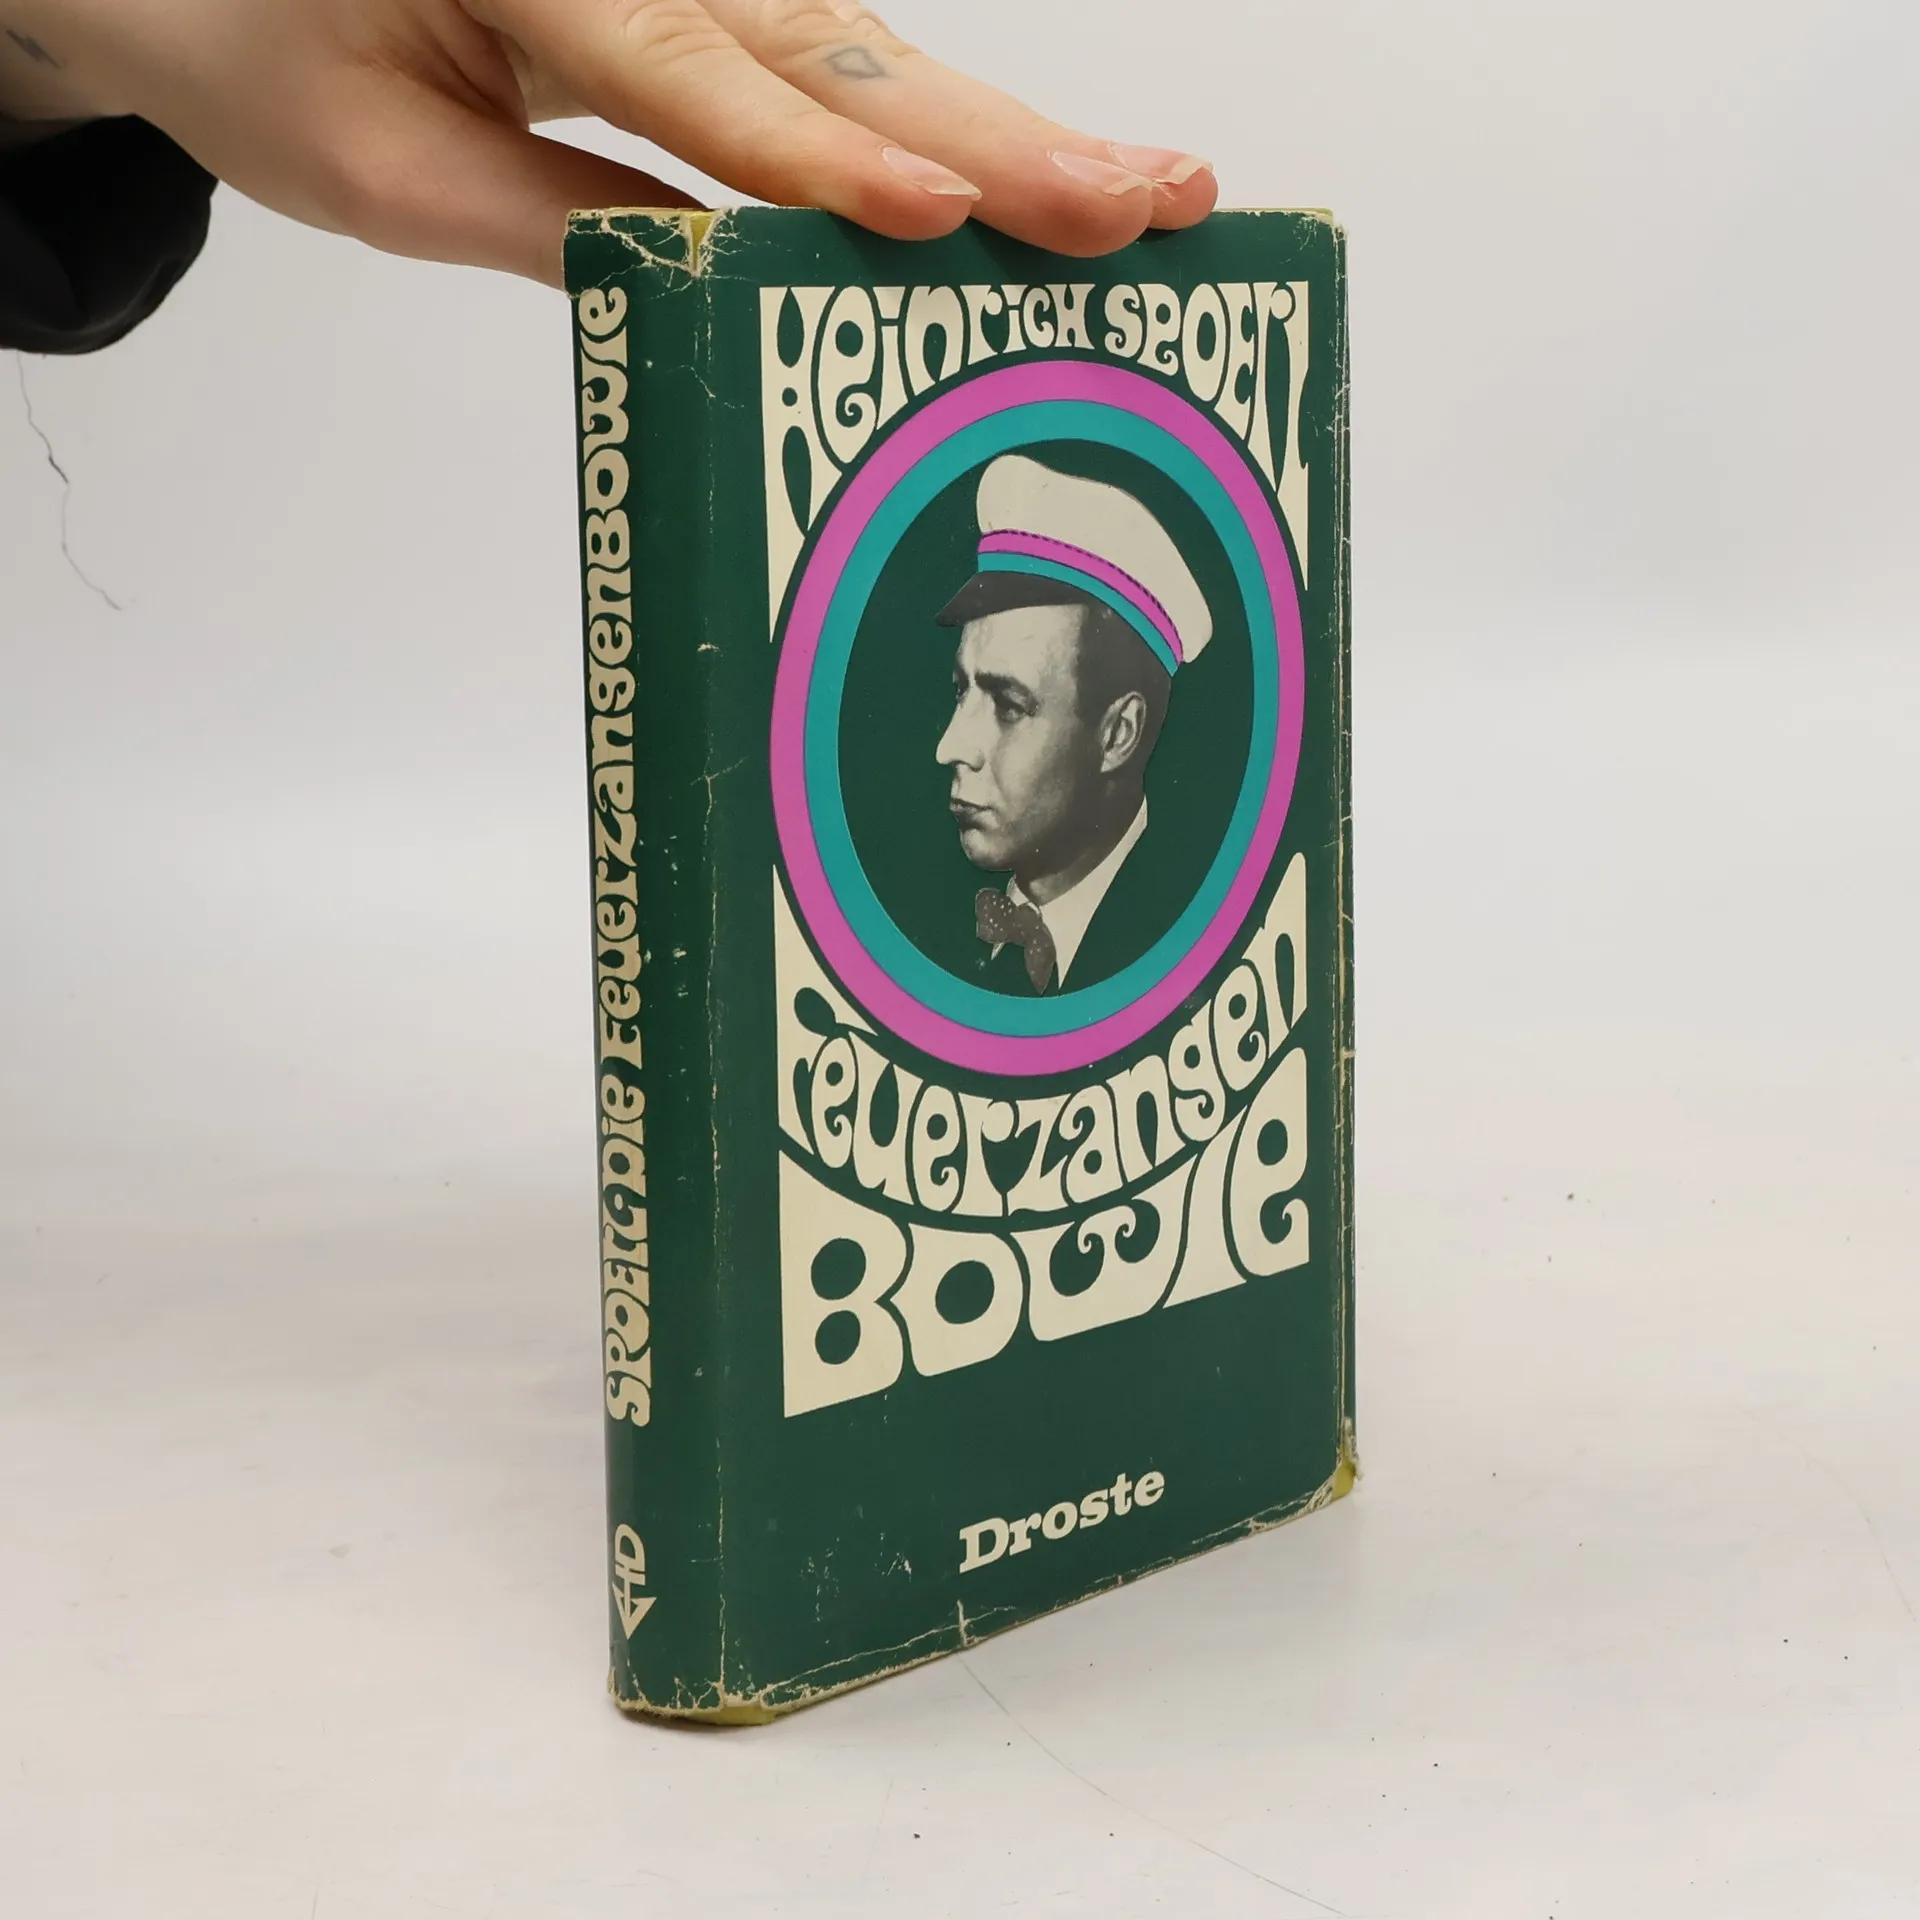 Heinrich Spoerl
Feuerzangen
Bowle
Droste
Spoerl Die Feuerzangenbowle